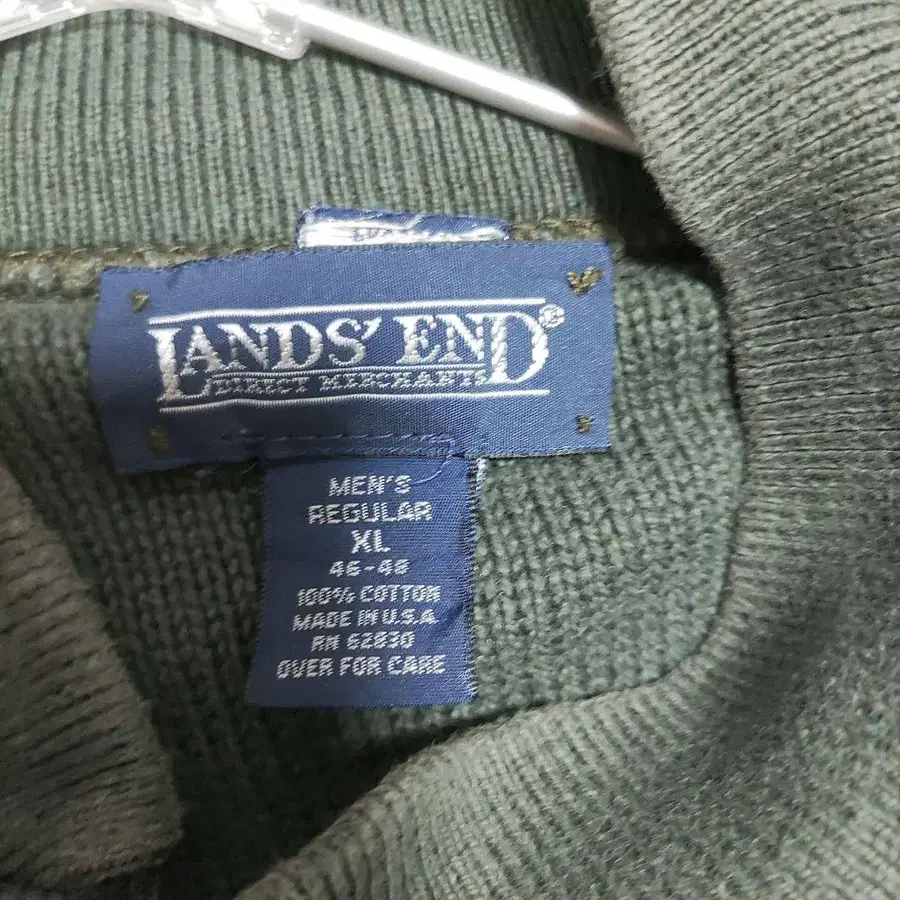 LANDS' END®
DIRECT MERCHANTS
MEN'S
REGULAR
XL
46-48
100% COTTON
MADE IN U.S.A.
RN 62830
OVER FOR CARE